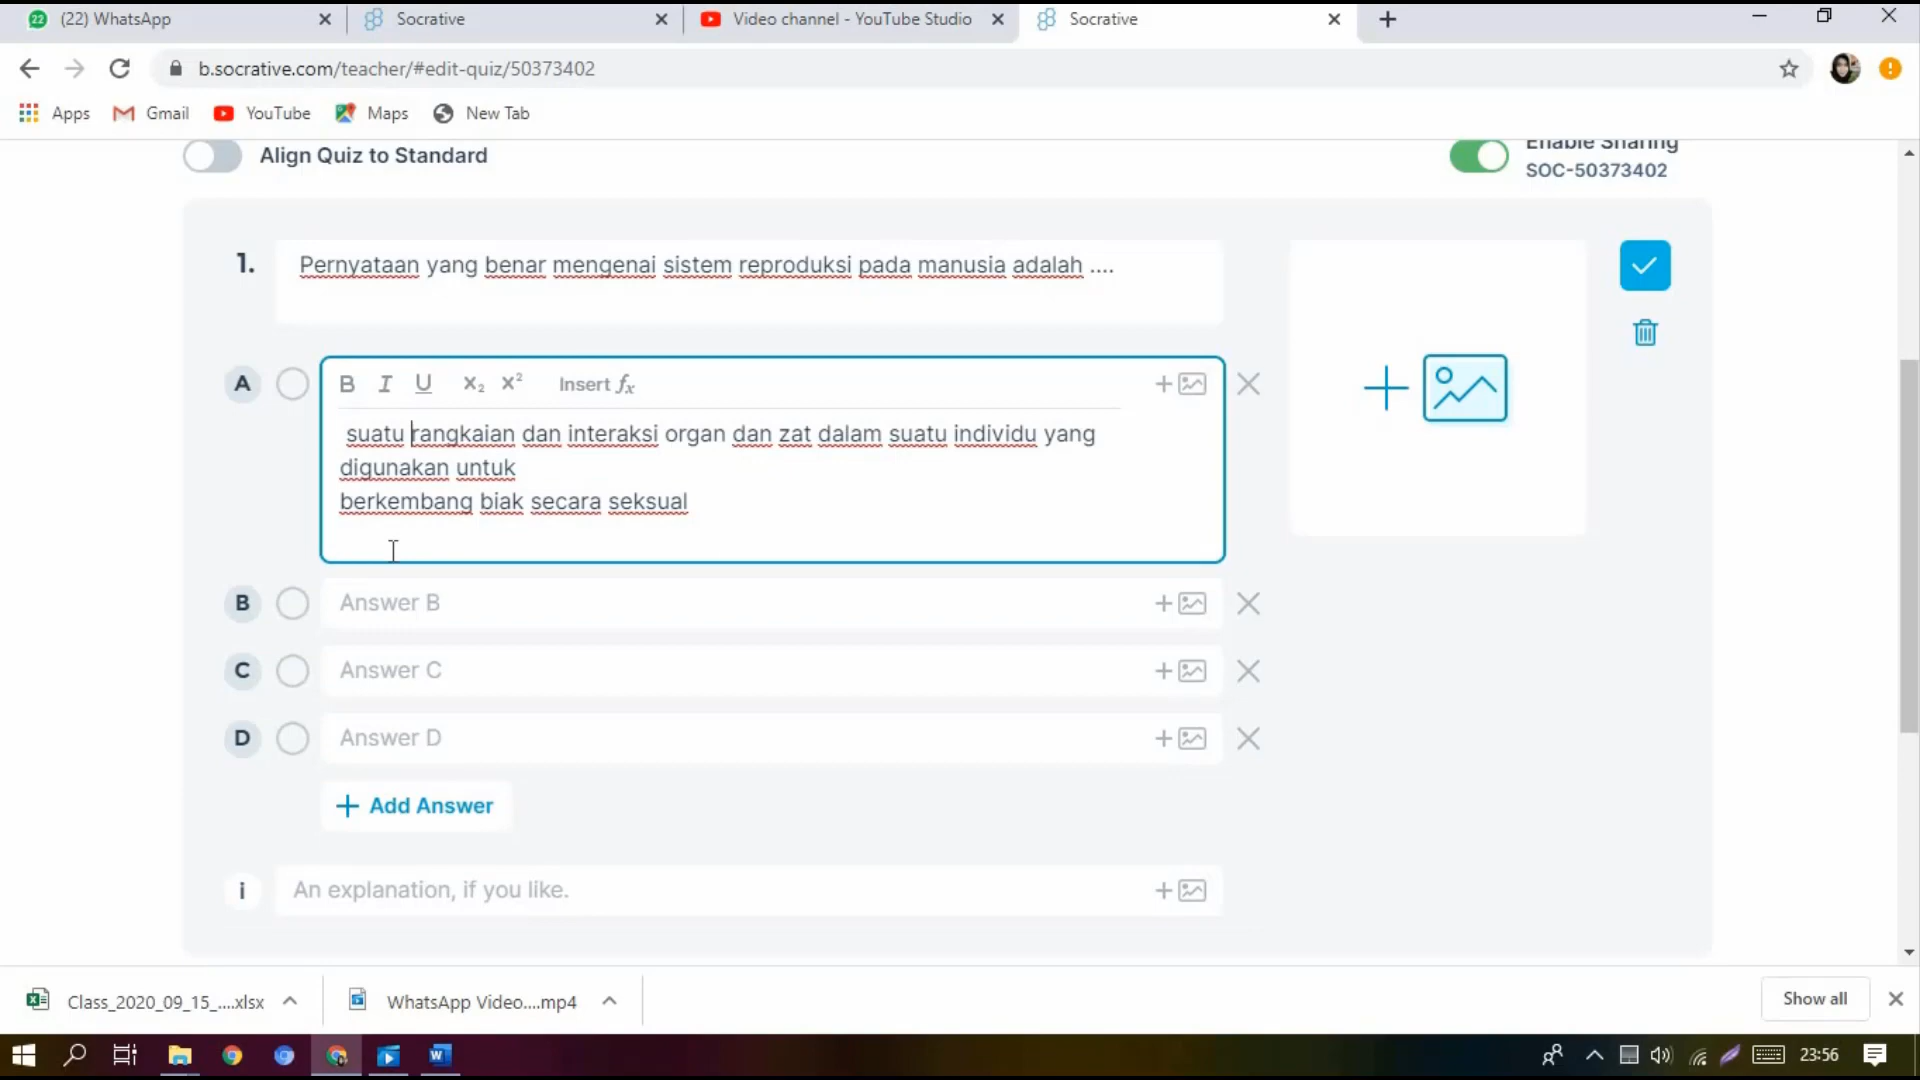 22 (22) WhatsApp
Socrative
Video channel - YouTube Studio
Socrative
b.socrative.com/teacher/#edit-quiz/50373402
Apps
Gmail
YouTube
Maps
New Tab
Align Quiz to Standard
Enable Sharing
SOC-50373402
1. Pernyataan yang benar mengenai sistem reproduksi pada manusia adalah ....
A
B I U X₂ X² Insert fx
suatu rangkaian dan interaksi organ dan zat dalam suatu individu yang
digunakan untuk
berkembang biak secara seksual
B Answer B
C Answer C
D Answer D
+ Add Answer
i An explanation, if you like.
Class_2020_09_15_....xlsx
WhatsApp Video....mp4
Show all
23:56